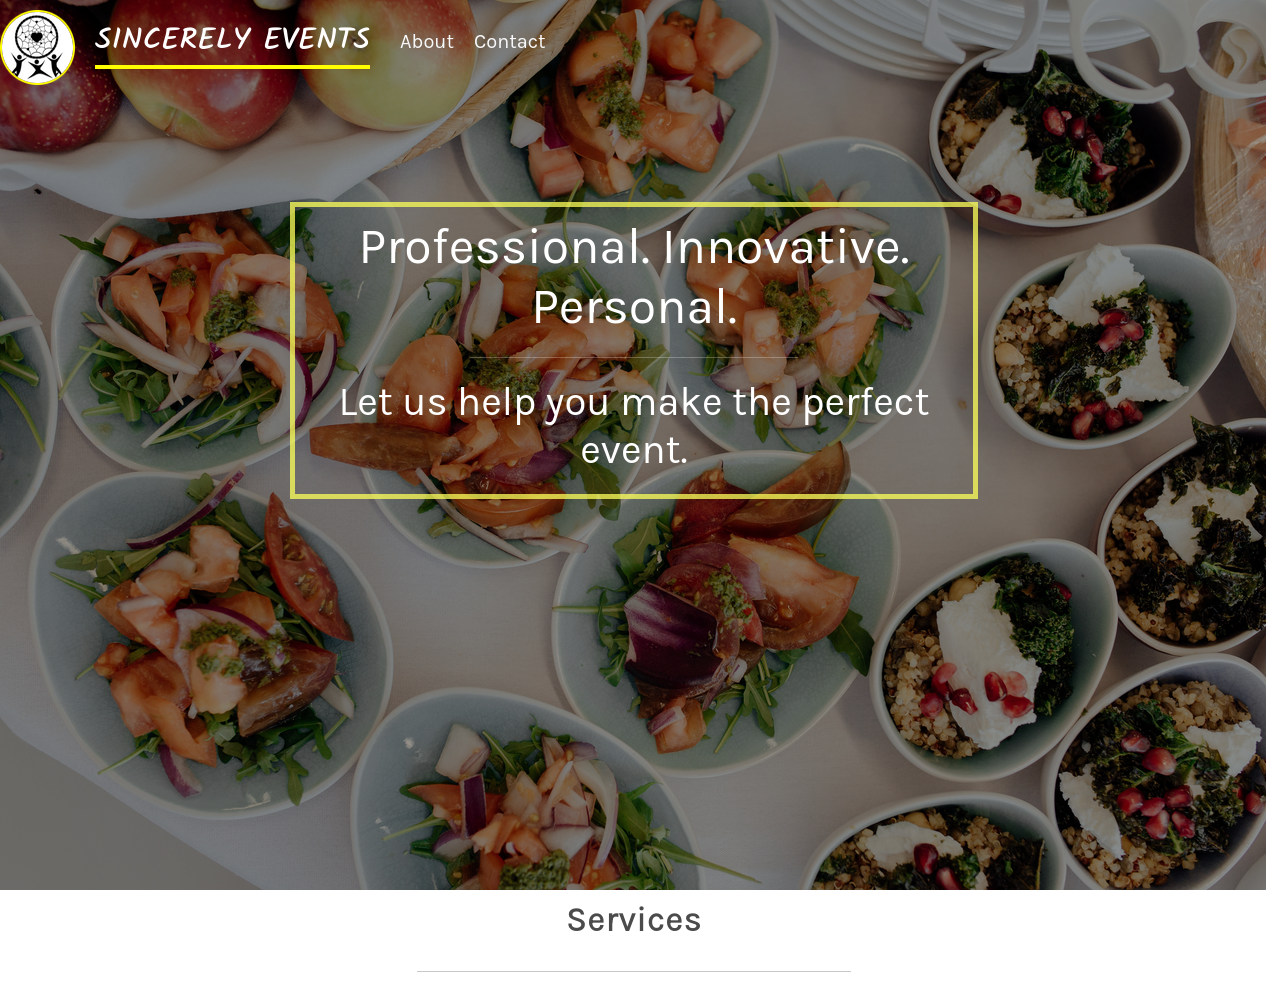 SINCERELY EVENTS
About
Contact
Professional. Innovative.
Personal.
Let us help you make the perfect
event.
Services